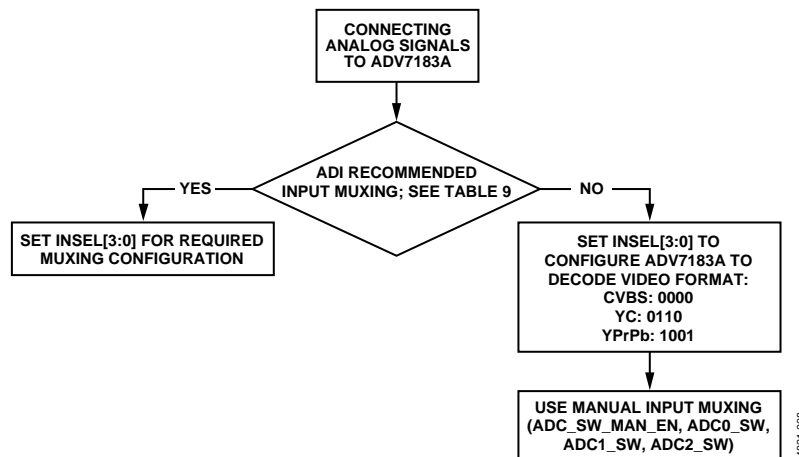 CONNECTING
ANALOG SIGNALS
TO ADV7183A
ADI RECOMMENDED
INPUT MUXING; SEE TABLE 9
YES
NO
SET INSEL[3:0] FOR REQUIRED
MUXING CONFIGURATION
SET INSEL[3:0] TO
CONFIGURE ADV7183A TO
DECODE VIDEO FORMAT:
CVBS: 0000
YC: 0110
YPrPb: 1001
USE MANUAL INPUT MUXING
(ADC_SW_MAN_EN, ADC0_SW,
ADC1_SW, ADC2_SW)